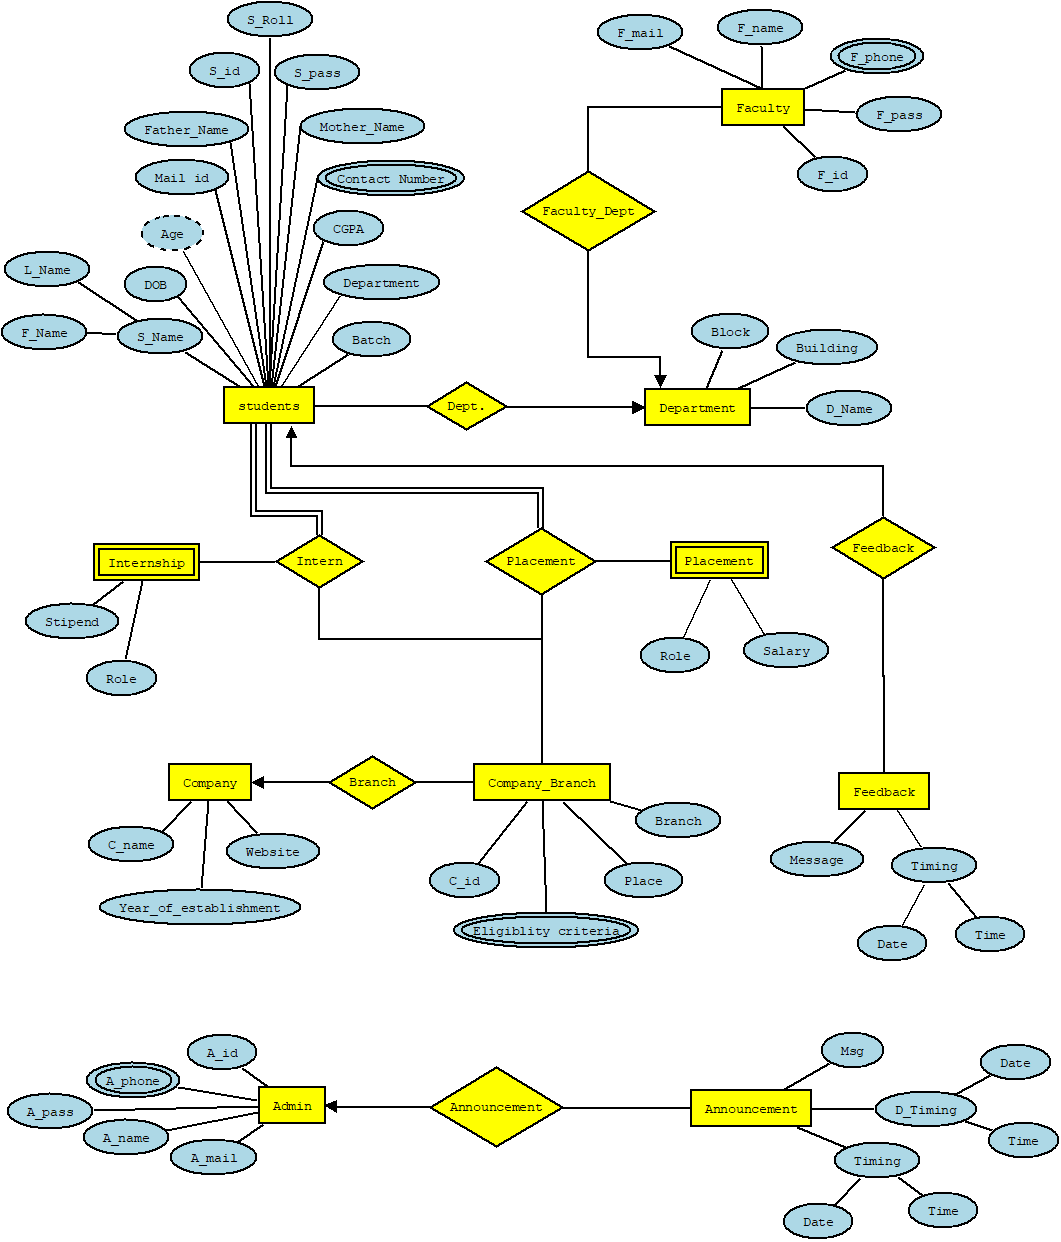 S_Roll
S_id
S_pass
Father_Name
Mother_Name
Mail id
Contact Number
Age
CGPA
L_Name
DOB
Department
F_Name
S_Name
Batch
students
Dept.
F_mail
F_name
F_phone
Faculty
F_pass
F_id
Faculty_Dept
Block
Building
Department
D_Name
Internship
Intern
Placement
Placement
Feedback
Stipend
Role
Role
Salary
Company
Branch
Company_Branch
Feedback
C_name
Website
Year_of_establishment
Branch
C_id
Place
Eligiblity criteria
Message
Timing
Date
Time
A_id
A_phone
A_pass
A_name
A_mail
Admin
Announcement
Announcement
Msg
Date
D_Timing
Time
Timing
Date
Time